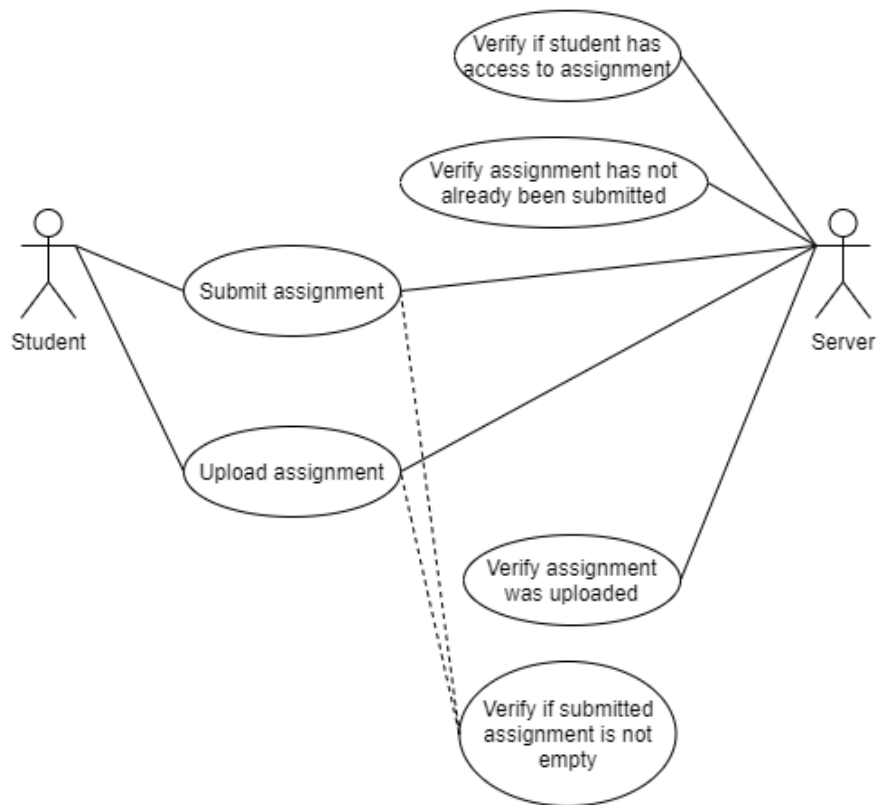 Verify if student has
access to assignment
Verify assignment has not
already been submitted
Submit assignment
Student
Server
Upload assignment
Verify assignment
was uploaded
Verify if submitted
assignment is not
empty